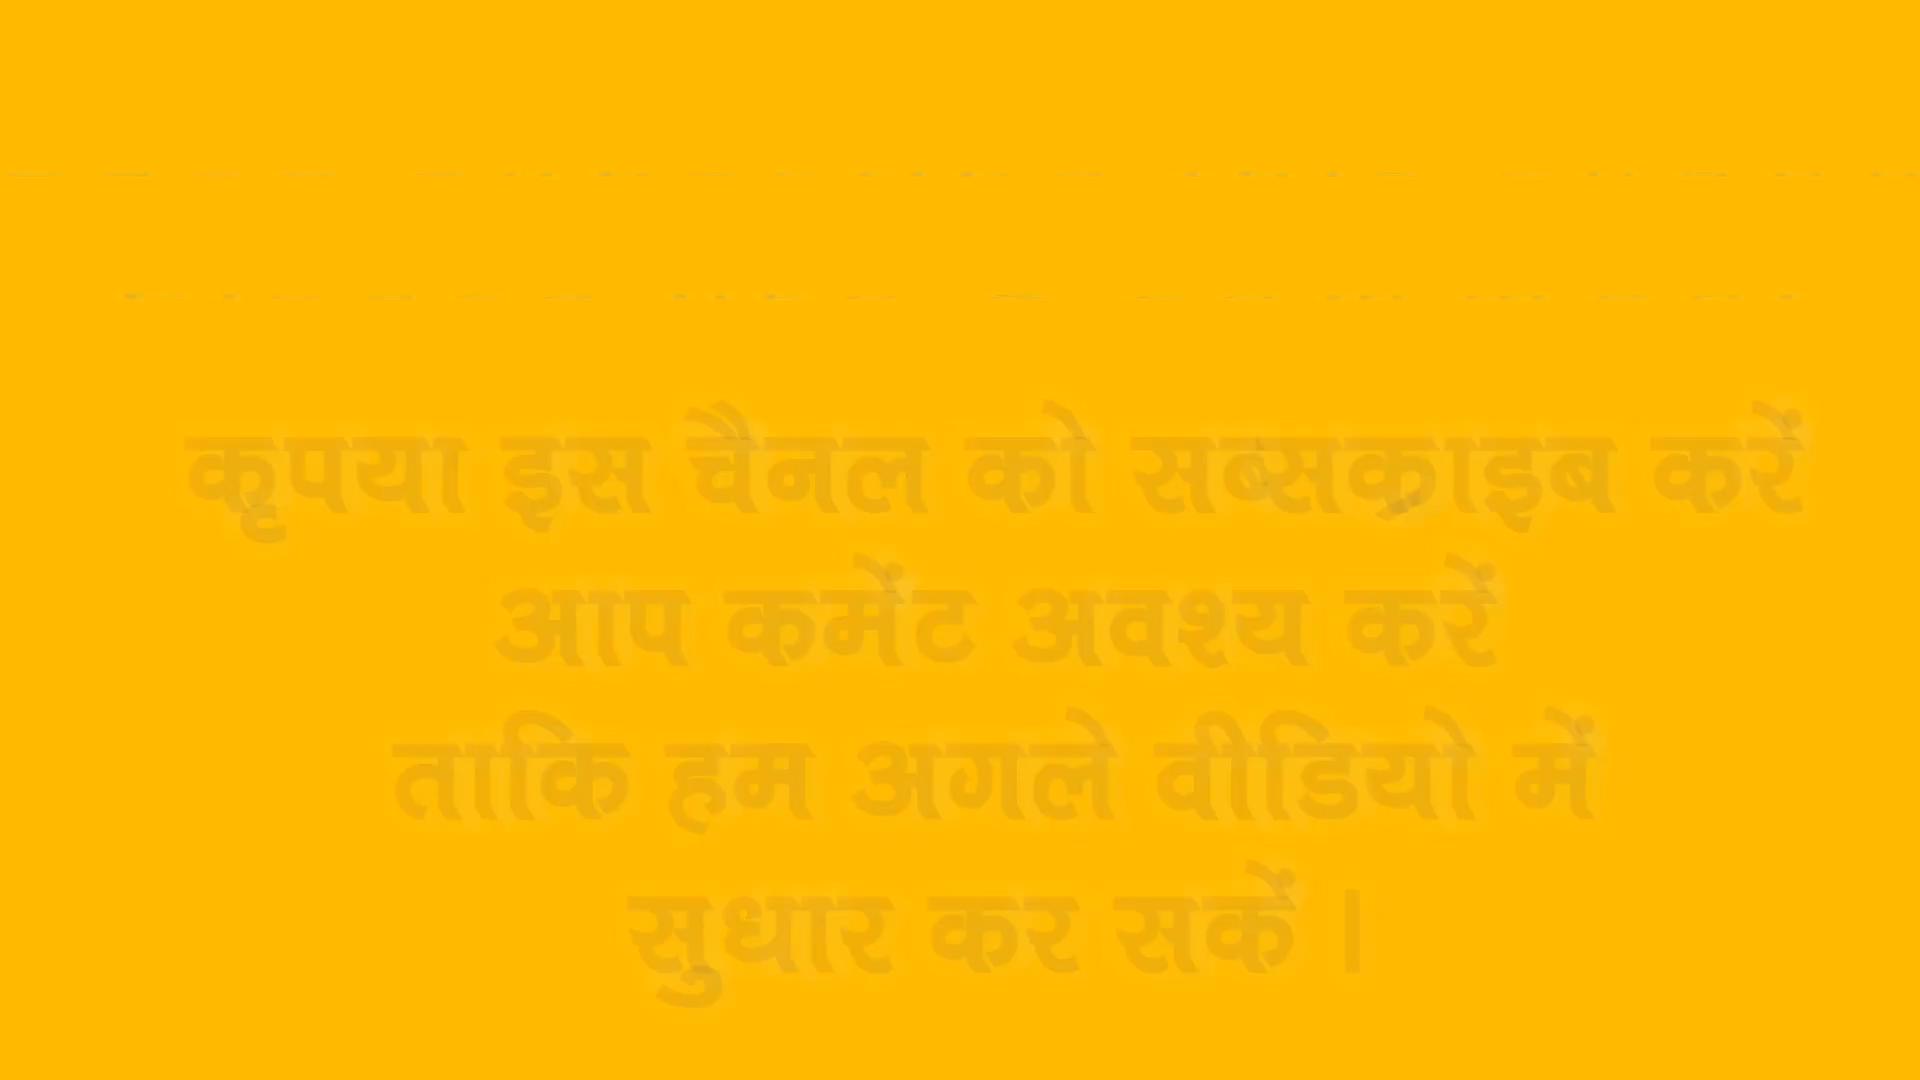 कृपया इस चैनल को सब्सक्राइब करें
आप कमेंट अवश्य करें
ताकि हम अगले वीडियो में
सुधार कर सकें ।